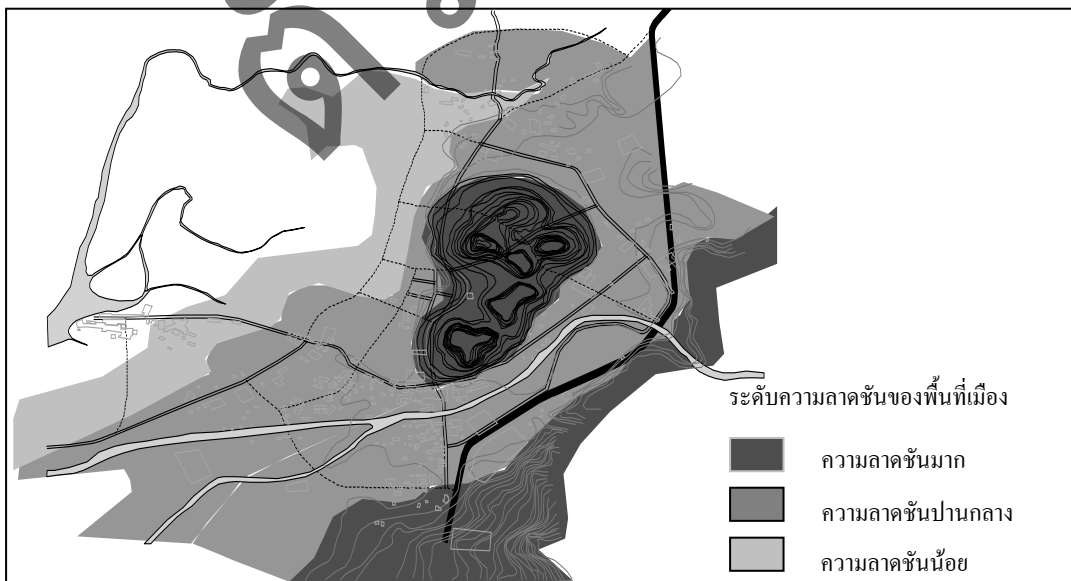 ระดับความลาดชันของพื้นที่เมือง
ความลาดชันมาก
ความลาดชันปานกลาง
ความลาดชันน้อย